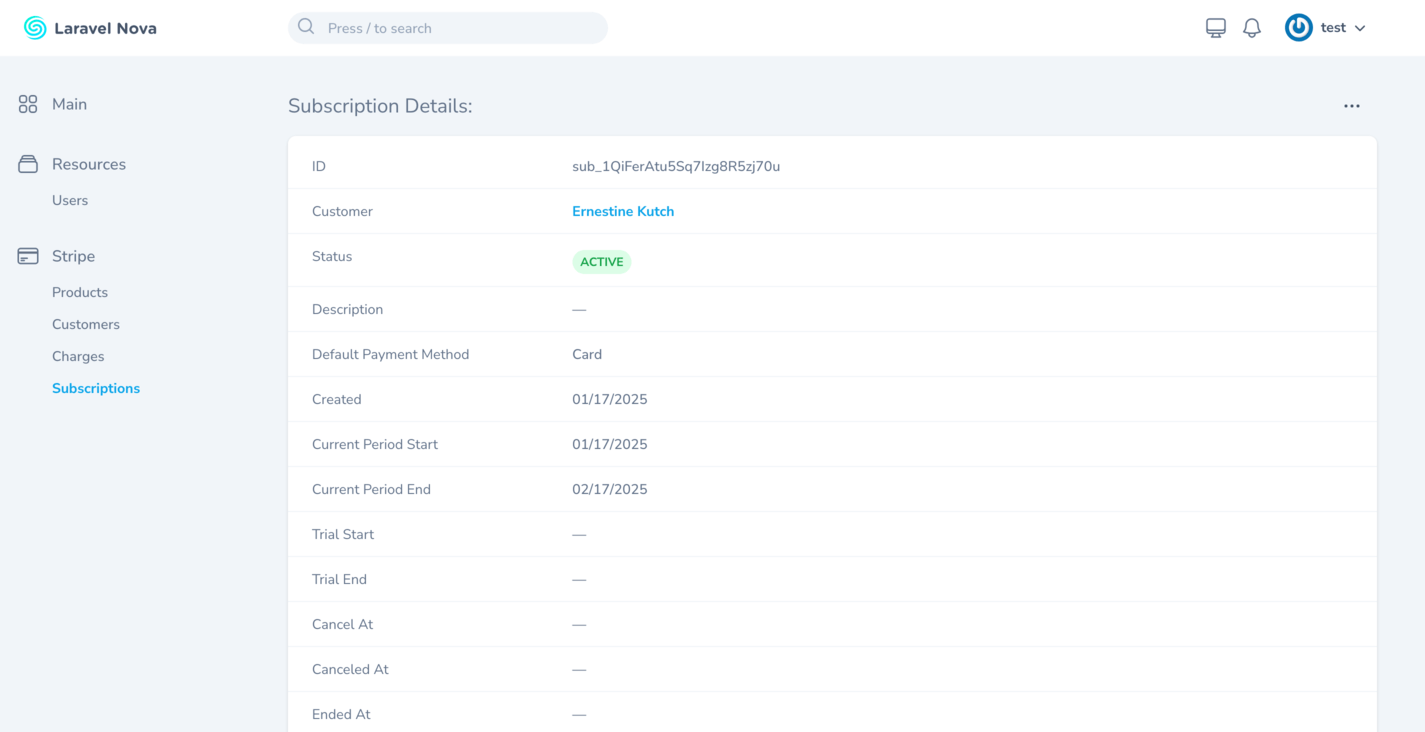 Laravel Nova
Press / to search
test
Main
Resources
Users
Stripe
Products
Customers
Charges
Subscriptions
Subscription Details:
ID sub_1QiFerAtu5Sq7Izg8R5zj70u
Customer Ernestine Kutch
Status ACTIVE
Description —
Default Payment Method Card
Created 01/17/2025
Current Period Start 01/17/2025
Current Period End 02/17/2025
Trial Start —
Trial End —
Cancel At —
Canceled At —
Ended At —